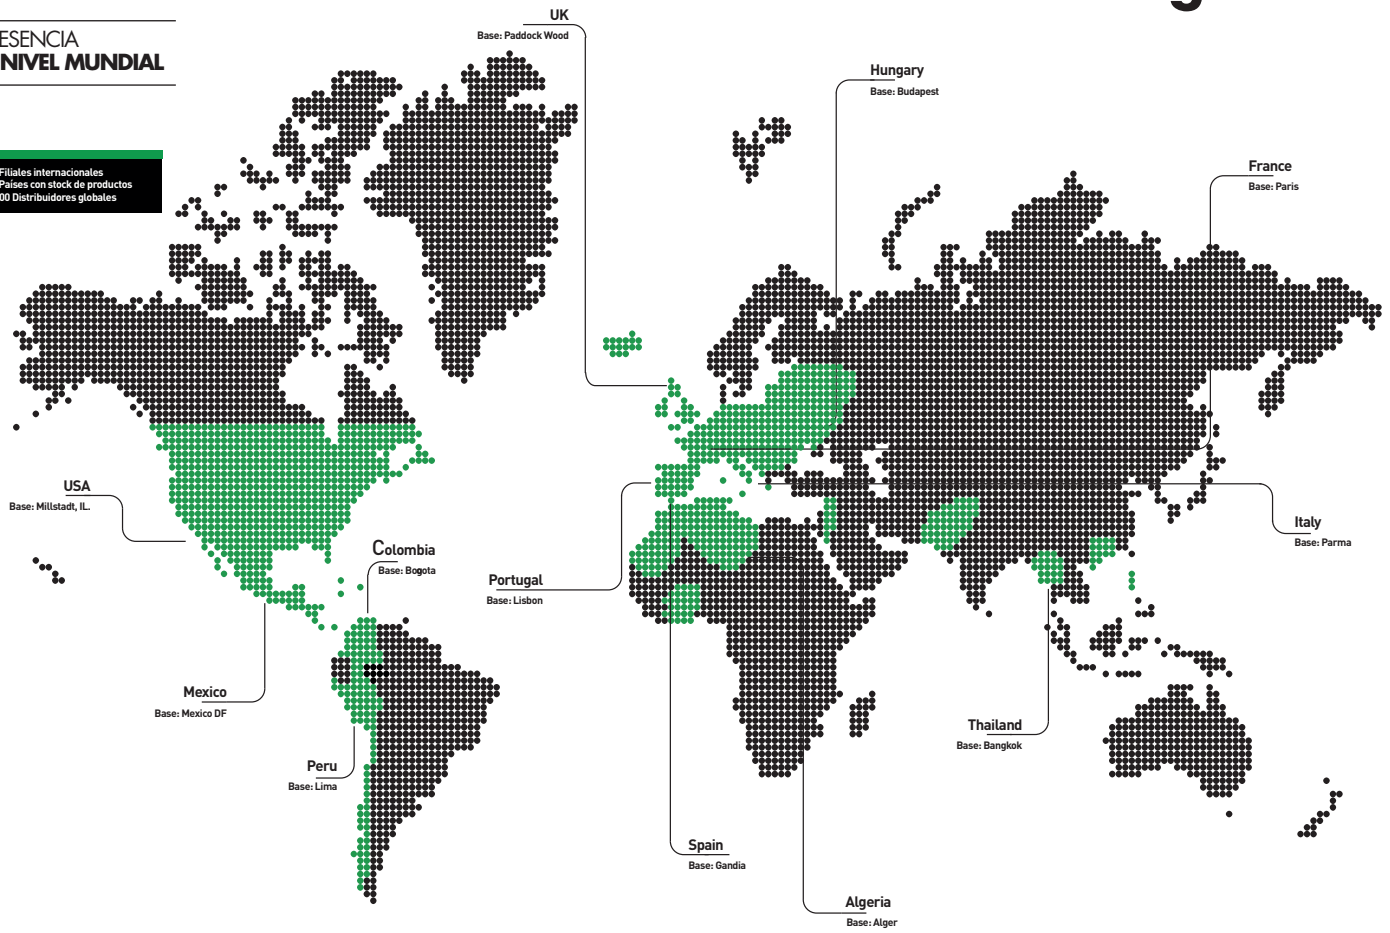 UK
Base: Paddock Wood
ESENCIA
NIVEL MUNDIAL
Hungary
Base: Budapest
France
Base: Paris
Filiales internacionales
Países con stock de productos
00 Distribuidores globales
USA
Base: Millstadt, IL.
Colombia
Base: Bogota
Portugal
Base: Lisbon
Italy
Base: Parma
Mexico
Base: Mexico DF
Thailand
Base: Bangkok
Peru
Base: Lima
Spain
Base: Gandia
Algeria
Base: Alger